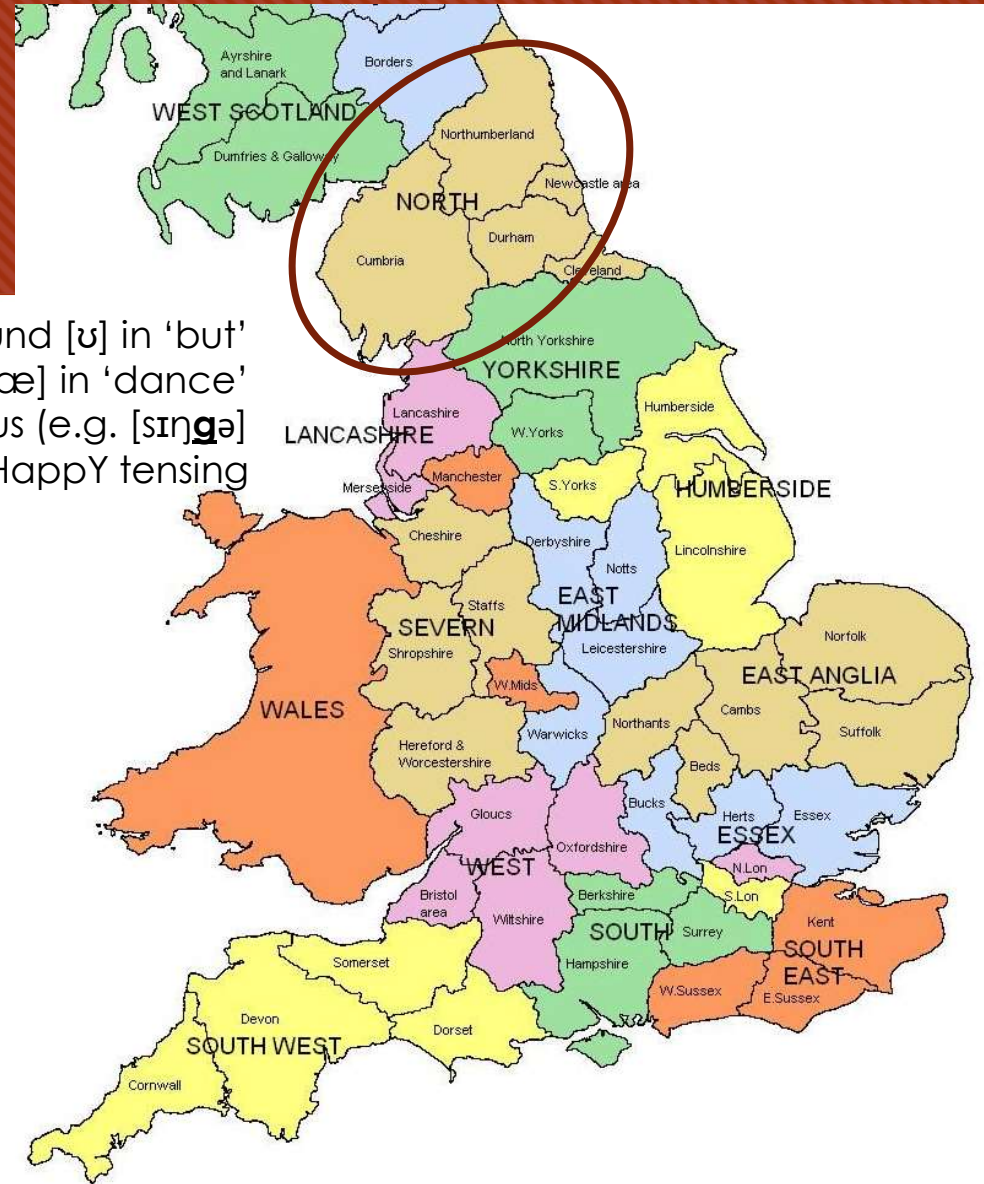 Ayrshire
and Lanark
Borders
WEST SCOTLAND
Dumfries & Galloway
Northumberland
Newcastle area
NORTH
Durham
Cumbria
Cleveland
und [ʊ] in ‘but’
æ] in ‘dance’
us (e.g. [sɪŋgə]
HappY tensing
North Yorkshire
YORKSHIRE
Lancashire
LANCASHIRE
W.Yorks
Humberside
Manchester
Merseyside
S.Yorks
HUMBERSIDE
Cheshire
Derbyshire
Notts
Lincolnshire
EAST
MIDLANDS
Staffs
SEVERN
Shropshire
Leicestershire
Norfolk
EAST ANGLIA
W.Mids
WALES
Cambs
Suffolk
Warwicks
Northants
Hereford &
Worcestershire
Beds
Bucks
Herts
Essex
ESSEX
Gloucs
Oxfordshire
WEST
N.Lon
S.Lon
Bristol
area
Wiltshire
Berkshire
SOUTH
Surrey
Kent
SOUTH
EAST
Hampshire
W.Sussex
E.Sussex
Somerset
Devon
Dorset
SOUTH WEST
Cornwall